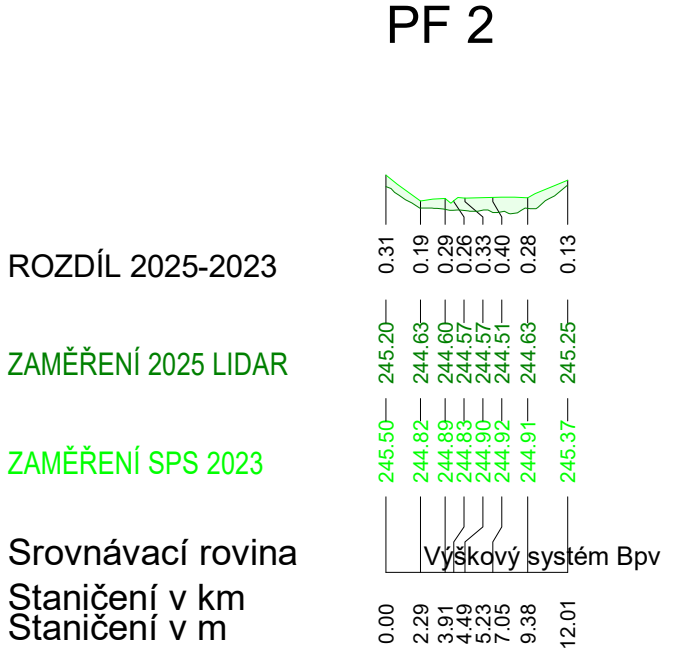 PF 2
ROZDÍL 2025-2023 0.31 0.19 0.29 0.26 0.33 0.40 0.28 0.13
ZAMĚŘENÍ 2025 LIDAR 245.20 244.63 244.60 244.57 244.57 244.51 244.63 245.25
ZAMĚŘENÍ SPS 2023 245.50 244.82 244.89 244.83 244.90 244.92 244.91 245.37
Srovnávací rovina Výškový systém Bpv
Staničení v km
Staničení v m 0.00 2.29 3.91 4.49 5.23 7.05 9.38 12.01